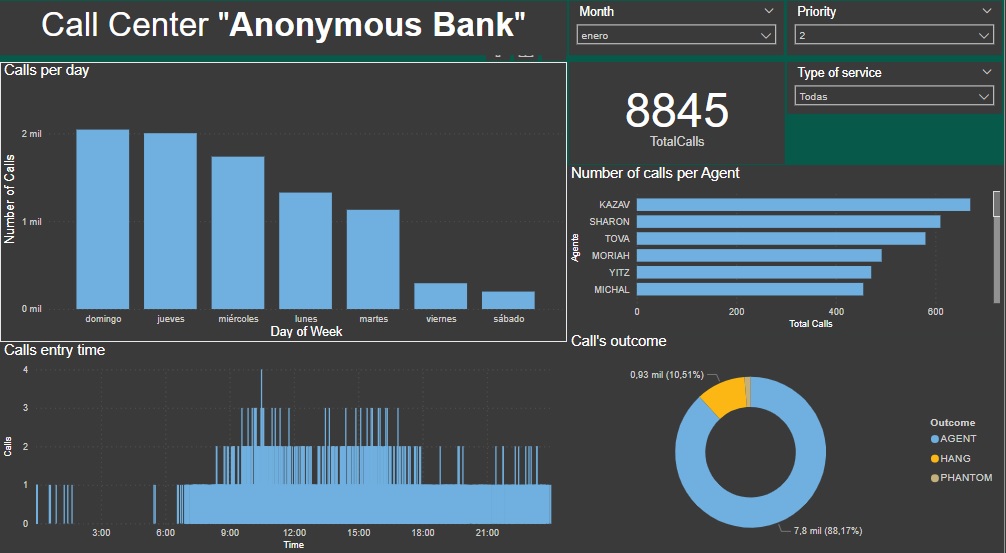 Call Center "Anonymous Bank"
Month
enero
Priority
2
Type of service
Todas
8845
TotalCalls
Calls per day
Number of Calls
2 mil
1 mil
0 mil
domingo jueves miércoles lunes martes viernes sábado
Day of Week
Number of calls per Agent
Agents
KAZAV
SHARON
TOVA
MORIAH
YITZ
MICHAL
0 200 400 600
Total Calls
Calls entry time
Calls
4
3
2
1
0
3:00 6:00 9:00 12:00 15:00 18:00 21:00
Time
Call's outcome
0,93 mil (10,51%)
7,8 mil (88,17%)
Outcome
AGENT
HANG
PHANTOM